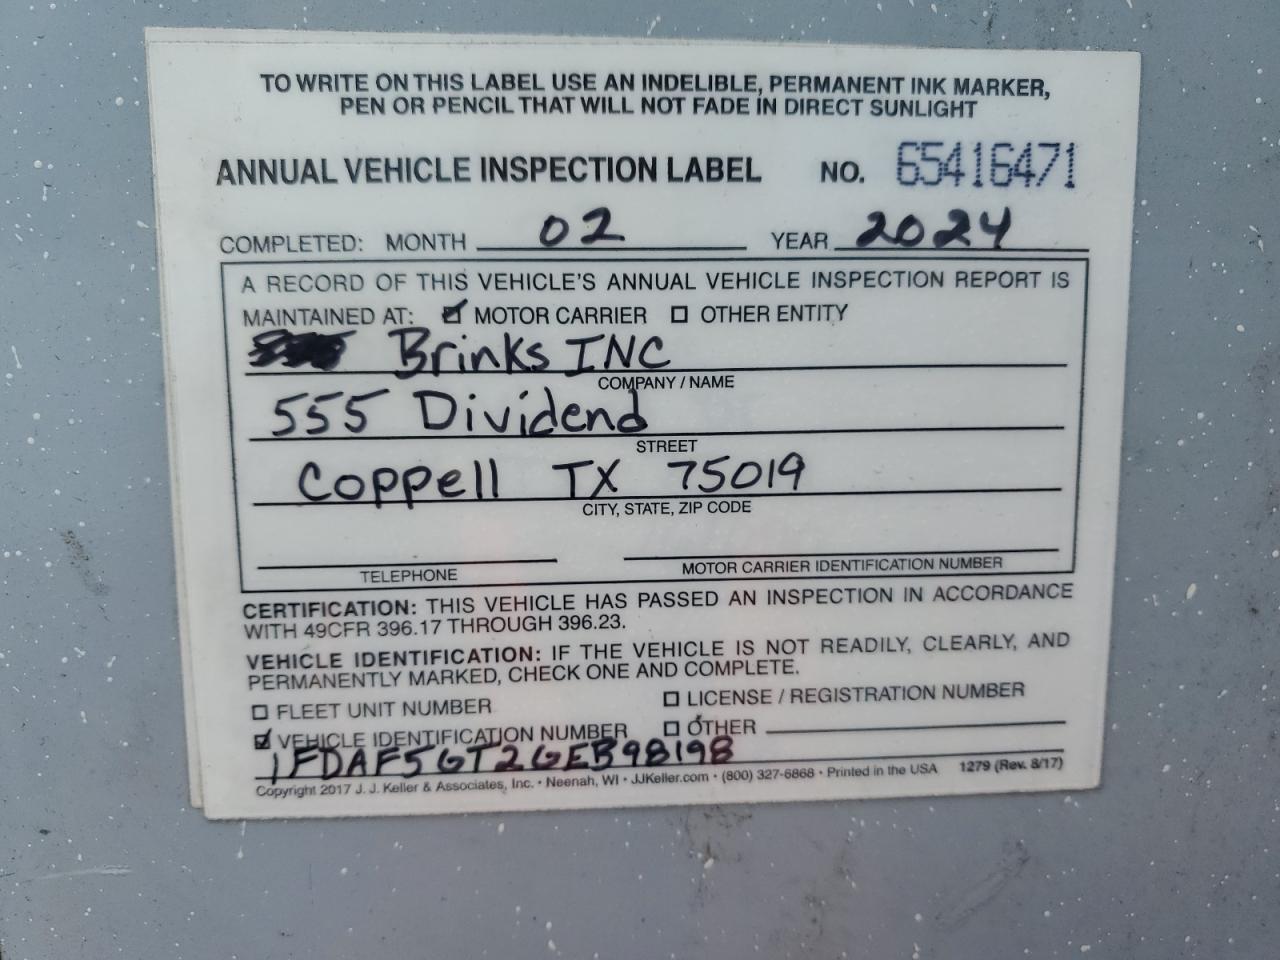 TO WRITE ON THIS LABEL USE AN INDELIBLE, PERMANENT INK MARKER,
PEN OR PENCIL THAT WILL NOT FADE IN DIRECT SUNLIGHT
ANNUAL VEHICLE INSPECTION LABEL NO. 65416471
COMPLETED: MONTH 02 YEAR 2024
A RECORD OF THIS VEHICLE'S ANNUAL VEHICLE INSPECTION REPORT IS
MAINTAINED AT: ☑ MOTOR CARRIER ☐ OTHER ENTITY
Brinks INC
COMPANY / NAME
555 Dividend
STREET
Coppell TX 75019
CITY, STATE, ZIP CODE
TELEPHONE MOTOR CARRIER IDENTIFICATION NUMBER
CERTIFICATION: THIS VEHICLE HAS PASSED AN INSPECTION IN ACCORDANCE
WITH 49CFR 396.17 THROUGH 396.23.
VEHICLE IDENTIFICATION: IF THE VEHICLE IS NOT READILY, CLEARLY, AND
PERMANENTLY MARKED, CHECK ONE AND COMPLETE.
☐ FLEET UNIT NUMBER ☐ LICENSE / REGISTRATION NUMBER
☑ VEHICLE IDENTIFICATION NUMBER ☐ OTHER
1FDAF5GT2GEB98198
Copyright 2017 J. J. Keller & Associates, Inc. • Neenah, WI • JJKeller.com • (800) 327-6868 • Printed in the USA 1279 (Rev. 8/17)